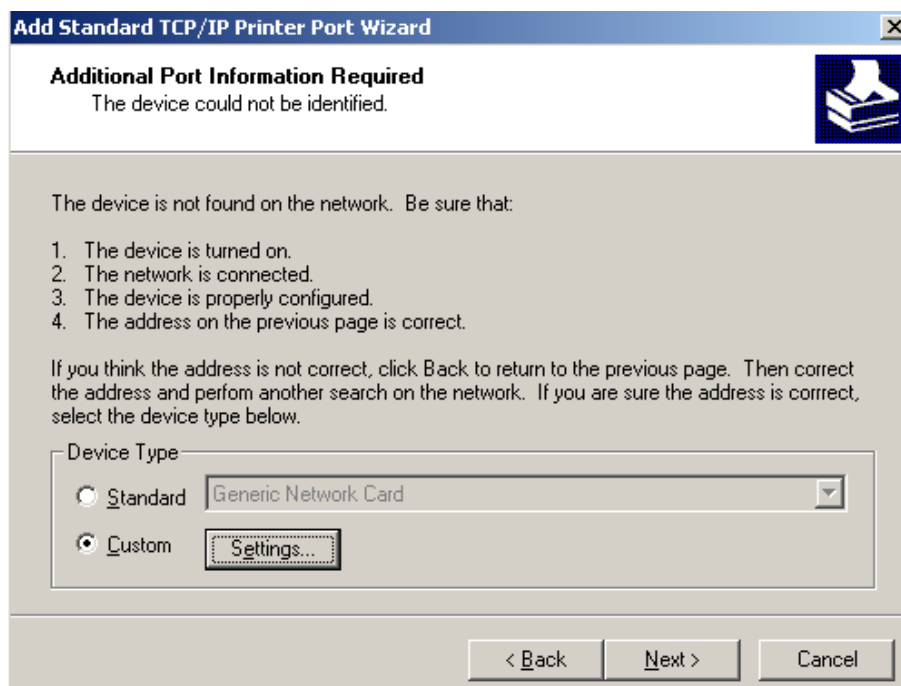 Add Standard TCP/IP Printer Port Wizard
Additional Port Information Required
The device could not be identified.
The device is not found on the network. Be sure that:
1. The device is turned on.
2. The network is connected.
3. The device is properly configured.
4. The address on the previous page is correct.
If you think the address is not correct, click Back to return to the previous page. Then correct
the address and perfom another search on the network. If you are sure the address is corrrect,
select the device type below.
Device Type
Standard Generic Network Card
Custom Settings...
< Back Next > Cancel